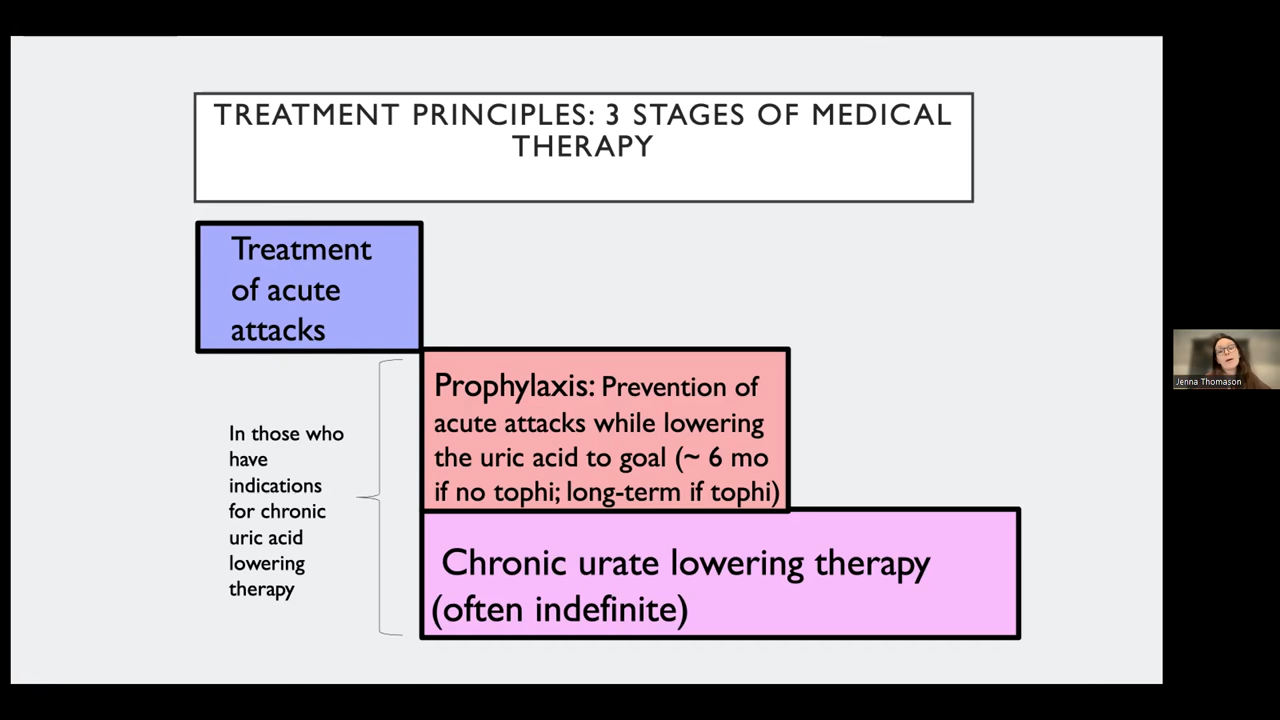 TREATMENT PRINCIPLES: 3 STAGES OF MEDICAL
THERAPY
Treatment
of acute
attacks
Prophylaxis: Prevention of
acute attacks while lowering
the uric acid to goal (~ 6 mo
if no tophi; long-term if tophi)
In those who
have
indications
for chronic
uric acid
lowering
therapy
Chronic urate lowering therapy
(often indefinite)
Jenna Thomason